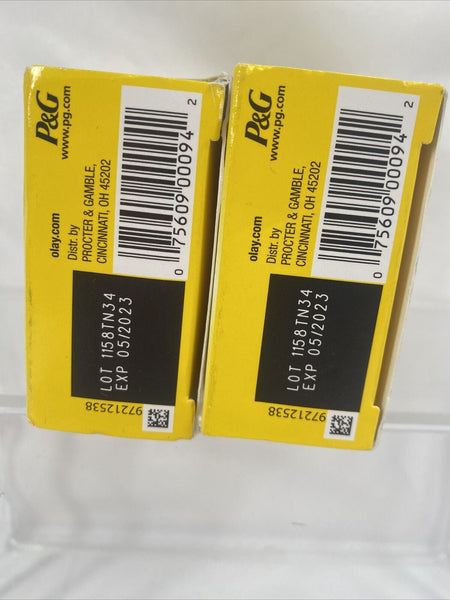 P&G
www.pg.com
olay.com
Distr. by
PROCTER & GAMBLE,
CINCINNATI, OH 45202
0 75609 00094 2
LOT 1158TN34
EXP 05/2023
97212538
P&G
www.pg.com
olay.com
Distr. by
PROCTER & GAMBLE,
CINCINNATI, OH 45202
0 75609 00094 2
LOT 1158TN34
EXP 05/2023
97212538